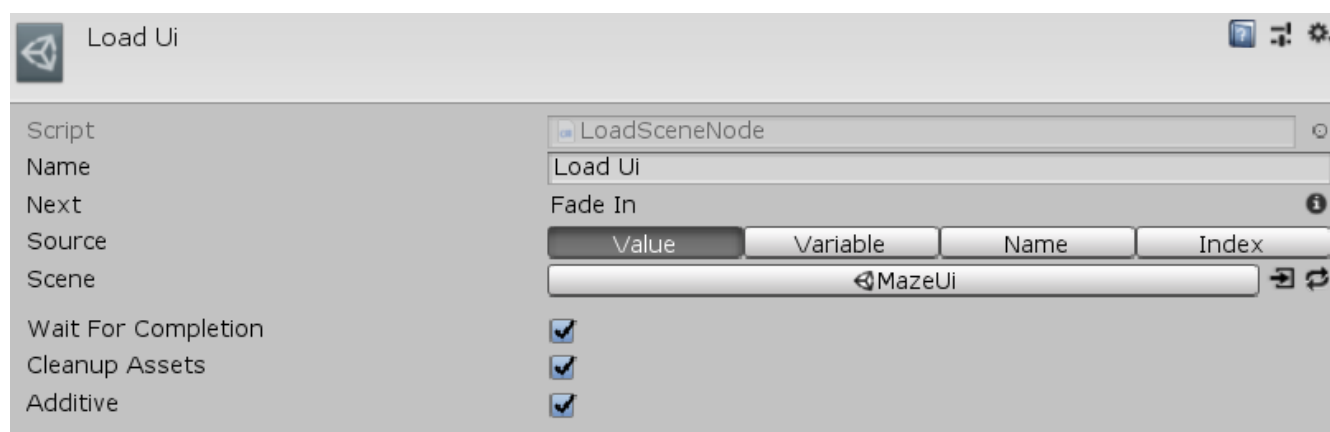 Load Ui
Script LoadSceneNode
Name Load Ui
Next Fade In
Source Value Variable Name Index
Scene MazeUi
Wait For Completion
Cleanup Assets
Additive